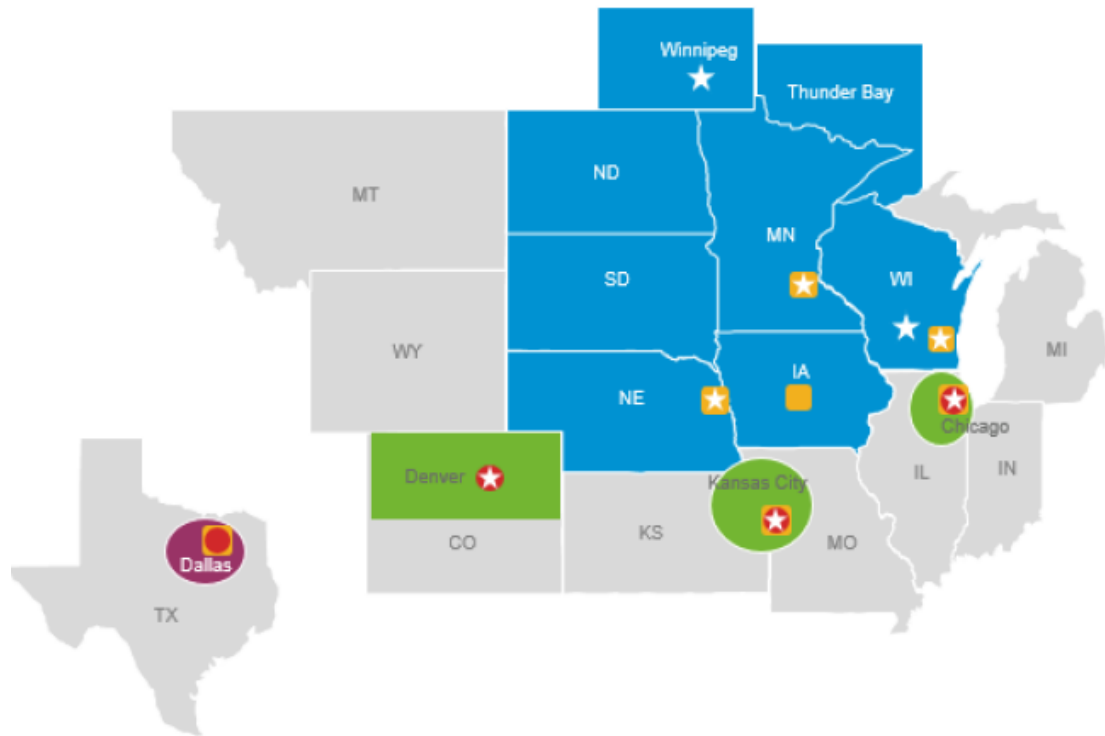 Winnipeg
Thunder Bay
MT
ND
MN
SD
WI
WY
MI
IA
NE
Chicago
Denver
Kansas City
IL
IN
KS
CO
MO
Dallas
TX